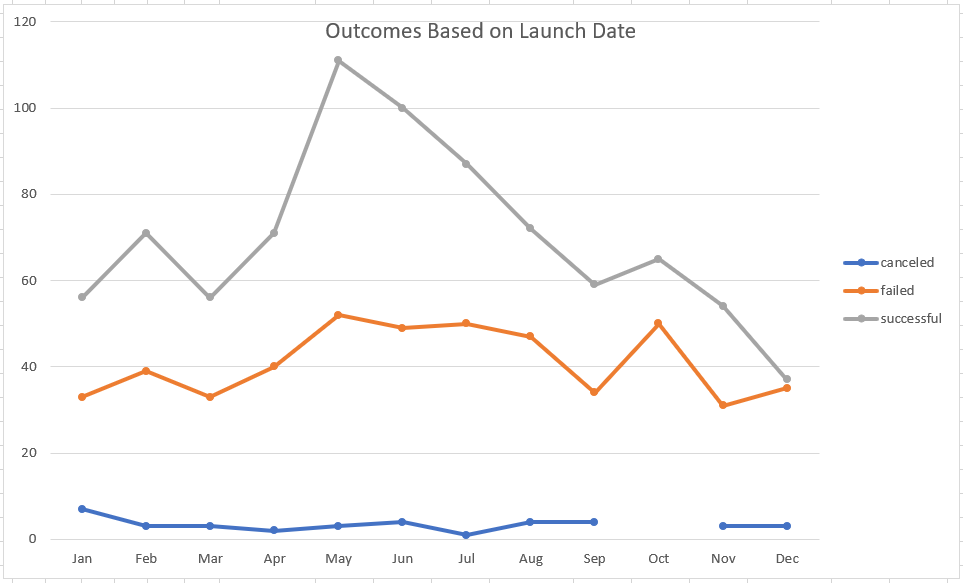 Outcomes Based on Launch Date
120
100
80
60
40
20
0
Jan Feb Mar Apr May Jun Jul Aug Sep Oct Nov Dec
canceled
failed
successful